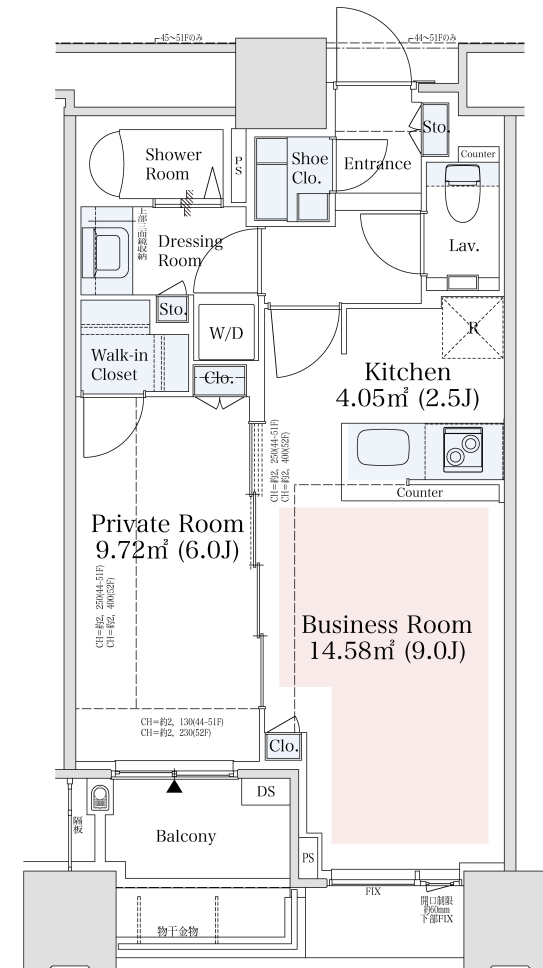 45～51Fのみ
44～51Fのみ
Shower
Room
PS
Shoe
Clo.
Entrance
Sto.
Counter
Lav.
上部三面鏡収納
Dressing
Room
Sto.
W/D
R
Walk-in
Closet
Clo.
Kitchen
4.05㎡ (2.5J)
Counter
CH=約2,250(44-51F)
CH=約2,400(52F)
Private Room
9.72㎡ (6.0J)
CH=約2,250(44-51F)
CH=約2,400(52F)
Business Room
14.58㎡ (9.0J)
CH=約2,130(44-51F)
CH=約2,230(52F)
Clo.
DS
隔板
Balcony
PS
FIX
開口制限
約60mm
下部FIX
物干金物